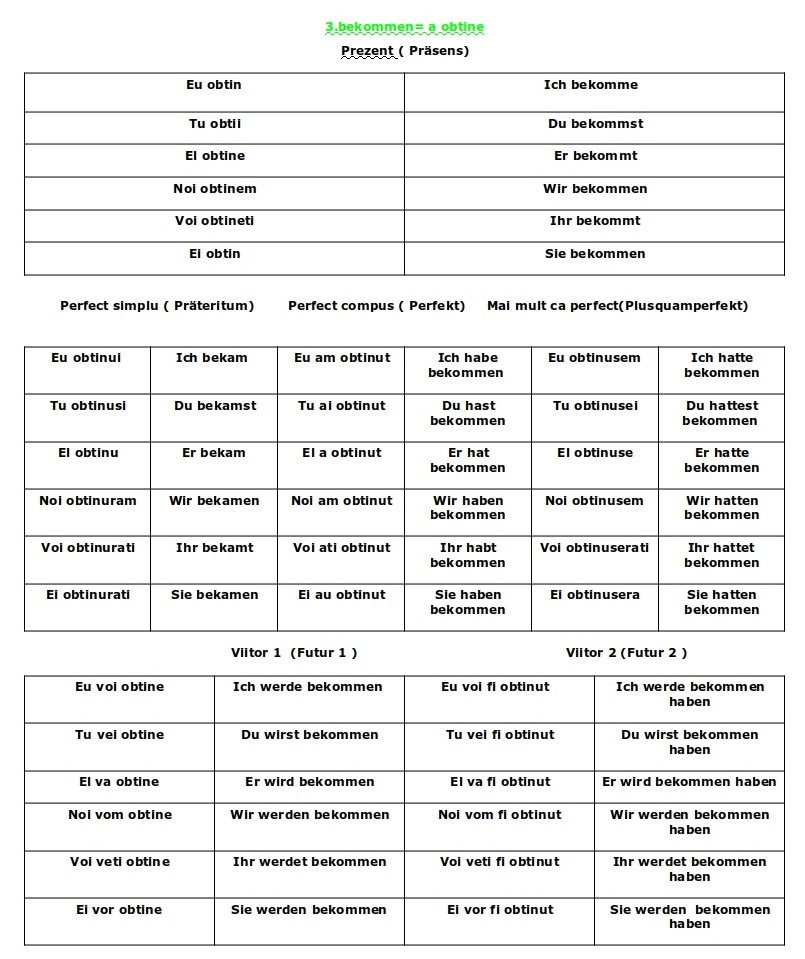 3.bekommen= a obtine
Prezent ( Präsens)
Eu obtin Ich bekomme
Tu obtii Du bekommst
El obtine Er bekommt
Noi obtinem Wir bekommen
Voi obtineti Ihr bekommt
Ei obtin Sie bekommen
Perfect simplu ( Präteritum) Perfect compus ( Perfekt) Mai mult ca perfect(Plusquamperfekt)
Eu obtinui Ich bekam Eu am obtinut Ich habe Eu obtinusem Ich hatte
bekommen bekommen
Tu obtinusi Du bekamst Tu ai obtinut Du hast Tu obtinusei Du hattest
bekommen bekommen
El obtinu Er bekam El a obtinut Er hat El obtinuse Er hatte
bekommen bekommen
Noi obtinuram Wir bekamen Noi am obtinut Wir haben Noi obtinusem Wir hatten
bekommen bekommen
Voi obtinurati Ihr bekamt Voi ati obtinut Ihr habt Voi obtinuserati Ihr hattet
bekommen bekommen
Ei obtinurati Sie bekamen Ei au obtinut Sie haben Ei obtinusera Sie hatten
bekommen bekommen
Viitor 1 (Futur 1 ) Viitor 2 (Futur 2 )
Eu voi obtine Ich werde bekommen Eu voi fi obtinut Ich werde bekommen
haben
Tu vei obtine Du wirst bekommen Tu vei fi obtinut Du wirst bekommen
haben
El va obtine Er wird bekommen El va fi obtinut Er wird bekommen haben
Noi vom obtine Wir werden bekommen Noi vom fi obtinut Wir werden bekommen
haben
Voi veti obtine Ihr werdet bekommen Voi veti fi obtinut Ihr werdet bekommen
haben
Ei vor obtine Sie werden bekommen Ei vor fi obtinut Sie werden bekommen
haben